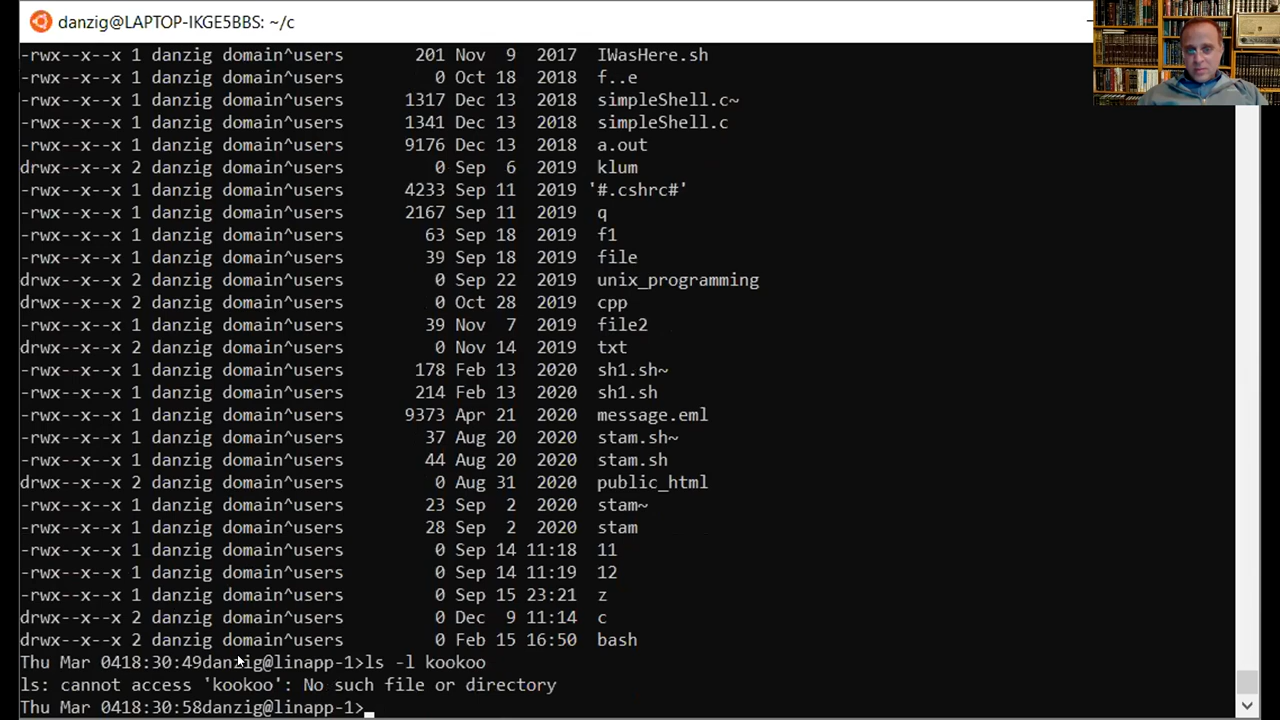 danzig@LAPTOP-IKGE5BBS: ~/c
-rwx--x--x 1 danzig domain^users 201 Nov 9 2017 IWasHere.sh
-rwx--x--x 1 danzig domain^users 0 Oct 18 2018 f..e
-rwx--x--x 1 danzig domain^users 1317 Dec 13 2018 simpleShell.c~
-rwx--x--x 1 danzig domain^users 1341 Dec 13 2018 simpleShell.c
-rwx--x--x 1 danzig domain^users 9176 Dec 13 2018 a.out
drwx--x--x 2 danzig domain^users 0 Sep 6 2019 klum
-rwx--x--x 1 danzig domain^users 4233 Sep 11 2019 '#.cshrc#'
-rwx--x--x 1 danzig domain^users 2167 Sep 11 2019 q
-rwx--x--x 1 danzig domain^users 63 Sep 18 2019 f1
-rwx--x--x 1 danzig domain^users 39 Sep 18 2019 file
drwx--x--x 2 danzig domain^users 0 Sep 22 2019 unix_programming
drwx--x--x 2 danzig domain^users 0 Oct 28 2019 cpp
-rwx--x--x 1 danzig domain^users 39 Nov 7 2019 file2
drwx--x--x 2 danzig domain^users 0 Nov 14 2019 txt
-rwx--x--x 1 danzig domain^users 178 Feb 13 2020 sh1.sh~
-rwx--x--x 1 danzig domain^users 214 Feb 13 2020 sh1.sh
-rwx--x--x 1 danzig domain^users 9373 Apr 21 2020 message.eml
-rwx--x--x 1 danzig domain^users 37 Aug 20 2020 stam.sh~
-rwx--x--x 1 danzig domain^users 44 Aug 20 2020 stam.sh
drwx--x--x 2 danzig domain^users 0 Aug 31 2020 public_html
-rwx--x--x 1 danzig domain^users 23 Sep 2 2020 stam~
-rwx--x--x 1 danzig domain^users 28 Sep 2 2020 stam
-rwx--x--x 1 danzig domain^users 0 Sep 14 11:18 11
-rwx--x--x 1 danzig domain^users 0 Sep 14 11:19 12
-rwx--x--x 1 danzig domain^users 0 Sep 15 23:21 z
drwx--x--x 2 danzig domain^users 0 Dec 9 11:14 c
drwx--x--x 2 danzig domain^users 0 Feb 15 16:50 bash
Thu Mar 0418:30:49danzig@linapp-1>ls -l kookoo
ls: cannot access 'kookoo': No such file or directory
Thu Mar 0418:30:58danzig@linapp-1>